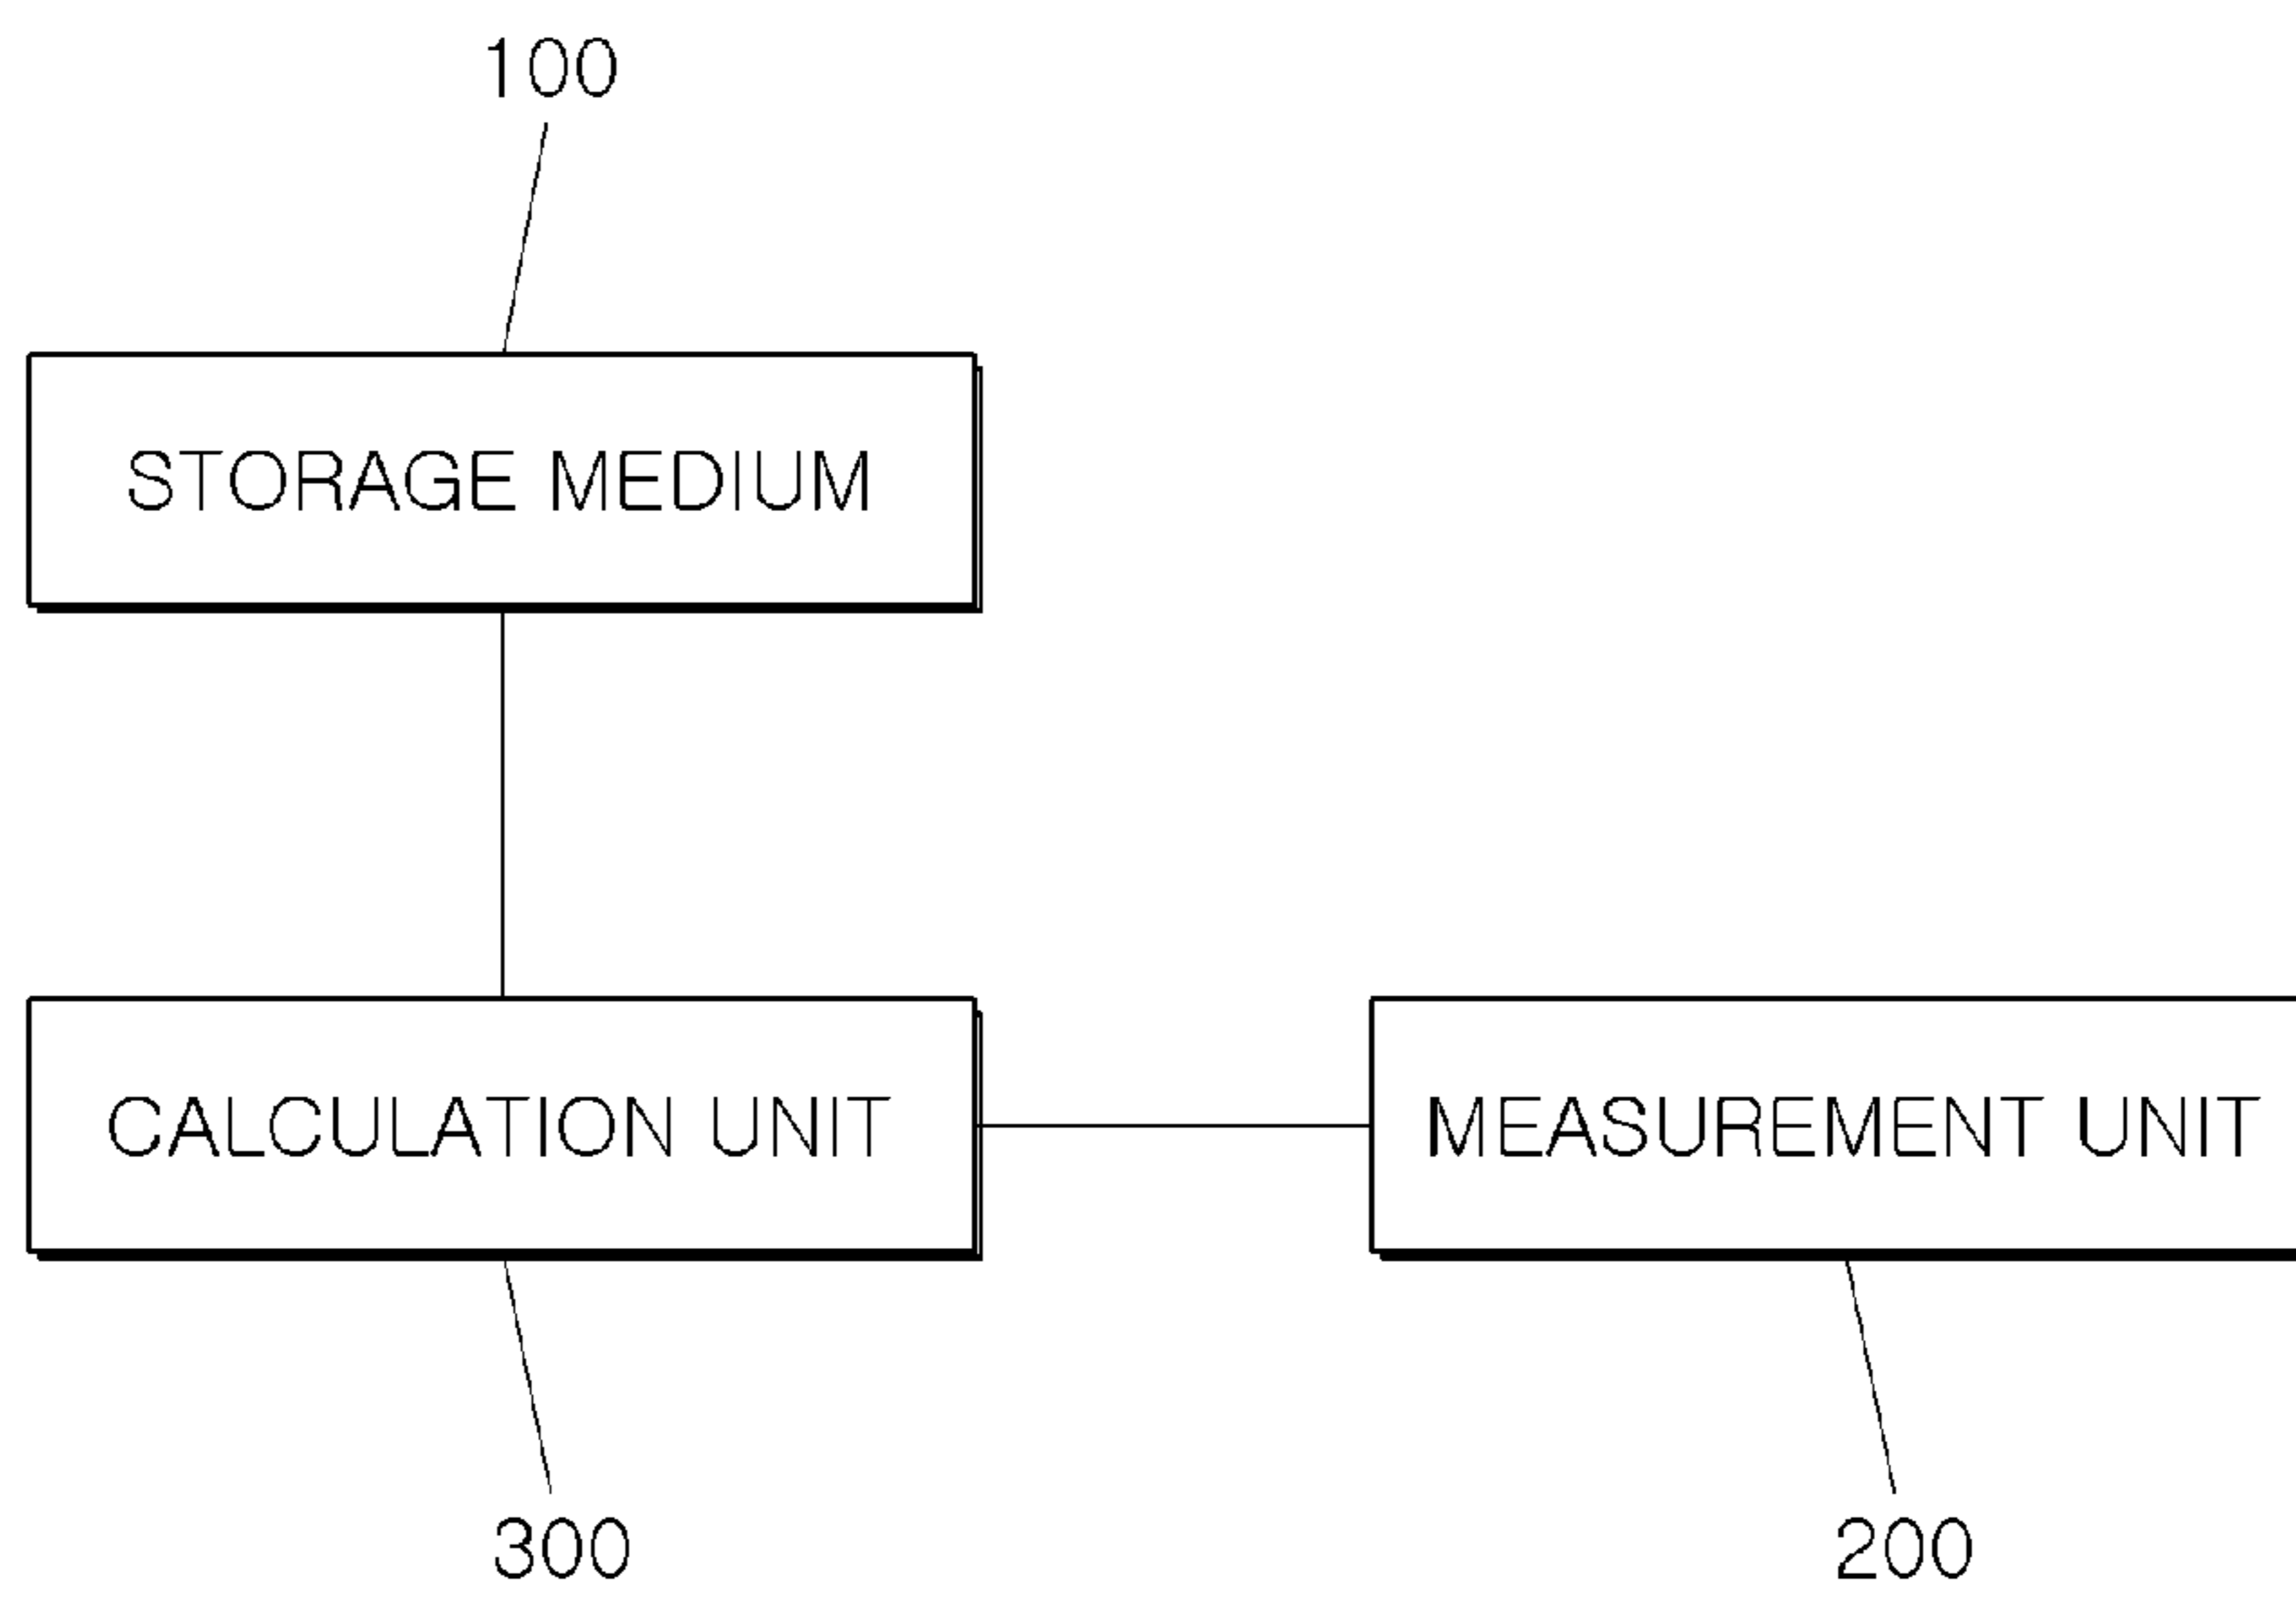 100
STORAGE MEDIUM
CALCULATION UNIT
MEASUREMENT UNIT
300
200